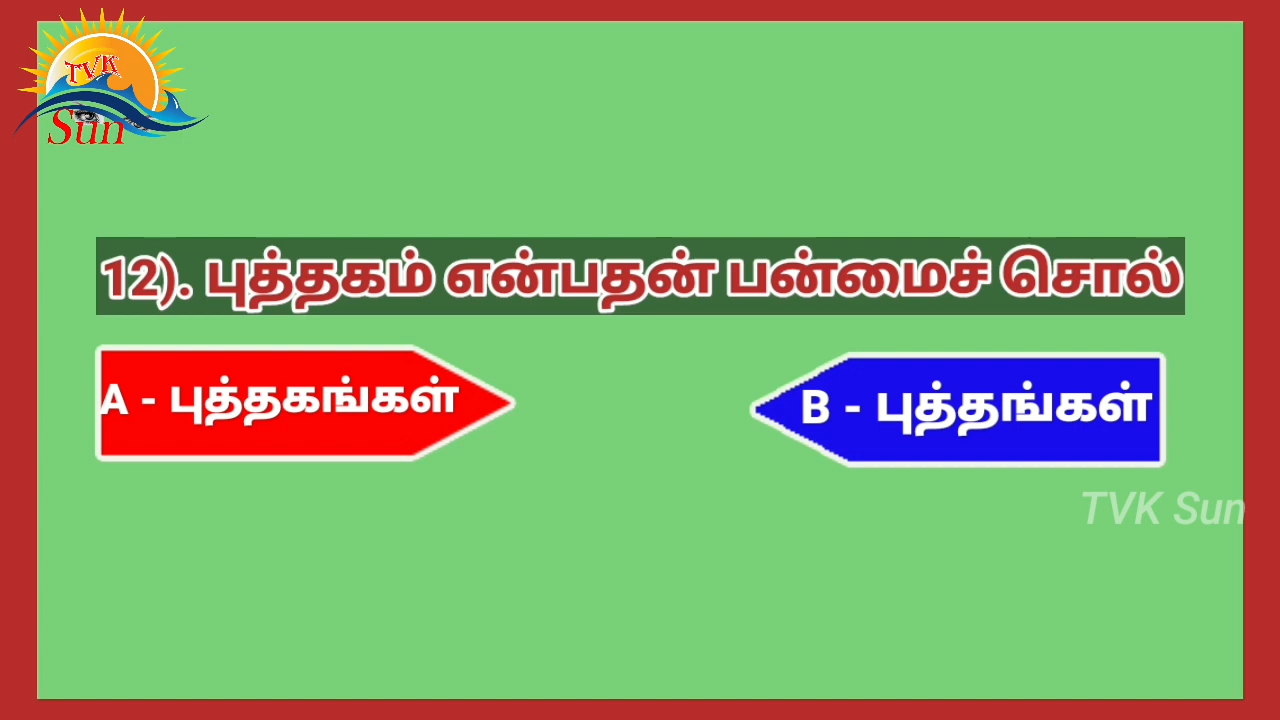 TVK
Sun
12). புத்தகம் என்பதன் பன்மைச் சொல்
A - புத்தகங்கள்
B - புத்தங்கள்
TVK Sun